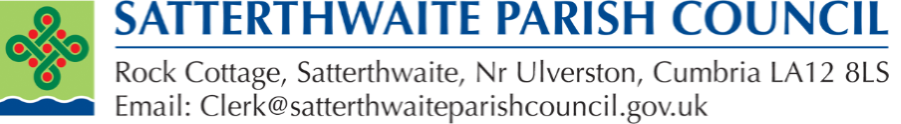 SATTERTHWAITE PARISH COUNCIL
Rock Cottage, Satterthwaite, Nr Ulverston, Cumbria LA12 8LS
Email: Clerk@satterthwaiteparishcouncil.gov.uk